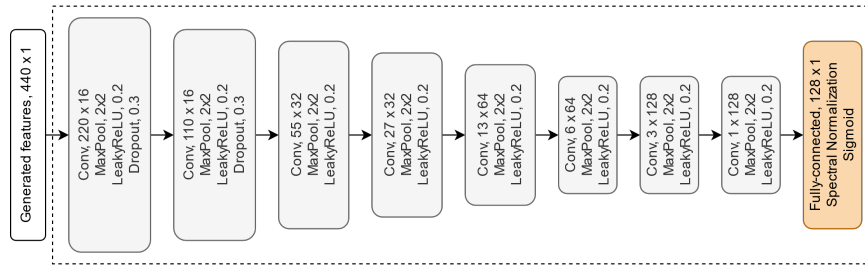 Generated features, 440 x 1
Conv, 220 x 16
MaxPool, 2x2
LeakyReLU, 0.2
Dropout, 0.3
Conv, 110 x 16
MaxPool, 2x2
LeakyReLU, 0.2
Dropout, 0.3
Conv, 55 x 32
MaxPool, 2x2
LeakyReLU, 0.2
Conv, 27 x 32
MaxPool, 2x2
LeakyReLU, 0.2
Conv, 13 x 64
MaxPool, 2x2
LeakyReLU, 0.2
Conv, 6 x 64
MaxPool, 2x2
LeakyReLU, 0.2
Conv, 3 x 128
MaxPool, 2x2
LeakyReLU, 0.2
Conv, 1 x 128
MaxPool, 2x2
LeakyReLU, 0.2
Fully-connected, 128 x 1
Spectral Normalization
Sigmoid